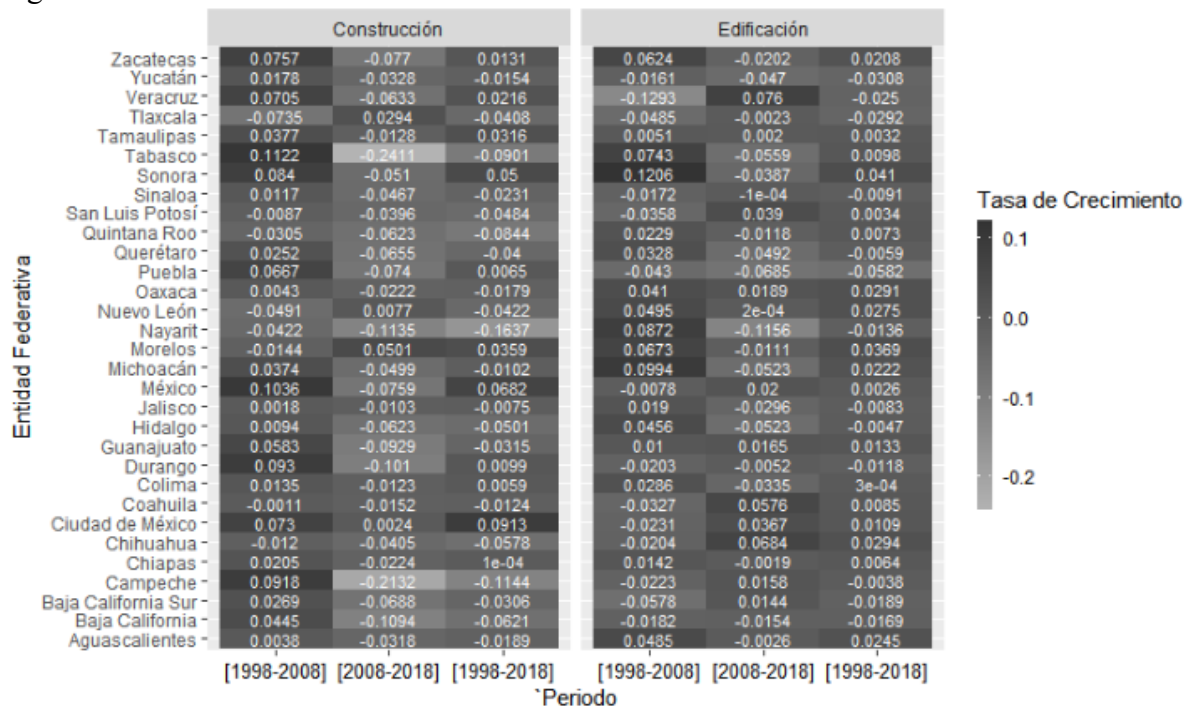 Construcción Edificación
Zacatecas 0.0757 -0.077 0.0131 0.0624 -0.0202 0.0208
Yucatán 0.0178 -0.0328 -0.0154 -0.0161 -0.047 -0.0308
Veracruz 0.0705 -0.0633 0.0216 -0.1293 0.076 -0.025
Tlaxcala -0.0735 0.0294 -0.0408 -0.0485 -0.0023 -0.0292
Tamaulipas 0.0377 -0.0128 0.0316 0.0051 0.002 0.0032
Tabasco 0.1122 -0.2411 -0.0901 0.0743 -0.0559 0.0098
Sonora 0.084 -0.051 0.05 0.1206 -0.0387 0.041
Sinaloa 0.0117 -0.0467 -0.0231 -0.0172 -1e-04 -0.0091
San Luis Potosí -0.0087 -0.0396 -0.0484 -0.0358 0.039 0.0034
Quintana Roo -0.0305 -0.0623 -0.0844 0.0229 -0.0118 0.0073
Querétaro 0.0252 -0.0655 -0.04 0.0328 -0.0492 -0.0059
Puebla 0.0667 -0.074 0.0065 -0.043 -0.0685 -0.0582
Oaxaca 0.0043 -0.0222 -0.0179 0.041 0.0189 0.0291
Nuevo León -0.0491 0.0077 -0.0422 0.0495 2e-04 0.0275
Nayarit -0.0422 -0.1135 -0.1637 0.0872 -0.1156 -0.0136
Morelos -0.0144 0.0501 0.0359 0.0673 -0.0111 0.0369
Michoacán 0.0374 -0.0499 -0.0102 0.0994 -0.0523 0.0222
México 0.1036 -0.0759 0.0682 -0.0078 0.02 0.0026
Jalisco 0.0018 -0.0103 -0.0075 0.019 -0.0296 -0.0083
Hidalgo 0.0094 -0.0623 -0.0501 0.0456 -0.0523 -0.0047
Guanajuato 0.0583 -0.0929 -0.0315 0.01 0.0165 0.0133
Durango 0.093 -0.101 0.0099 -0.0203 -0.0052 -0.0118
Colima 0.0135 -0.0123 0.0059 0.0286 -0.0335 3e-04
Coahuila -0.0011 -0.0152 -0.0124 -0.0327 0.0576 0.0085
Ciudad de México 0.073 0.0024 0.0913 -0.0231 0.0367 0.0109
Chihuahua -0.012 -0.0405 -0.0578 -0.0204 0.0684 0.0294
Chiapas 0.0205 -0.0224 1e-04 0.0142 -0.0019 0.0064
Campeche 0.0918 -0.2132 -0.1144 -0.0223 0.0158 -0.0038
Baja California Sur 0.0269 -0.0688 -0.0306 -0.0578 0.0144 -0.0189
Baja California 0.0445 -0.1094 -0.0621 -0.0182 -0.0154 -0.0169
Aguascalientes 0.0038 -0.0318 -0.0189 0.0485 -0.0026 0.0245
[1998-2008] [2008-2018] [1998-2018] [1998-2008] [2008-2018] [1998-2018]
`Periodo
Entidad Federativa
Tasa de Crecimiento
0.1
0.0
-0.1
-0.2